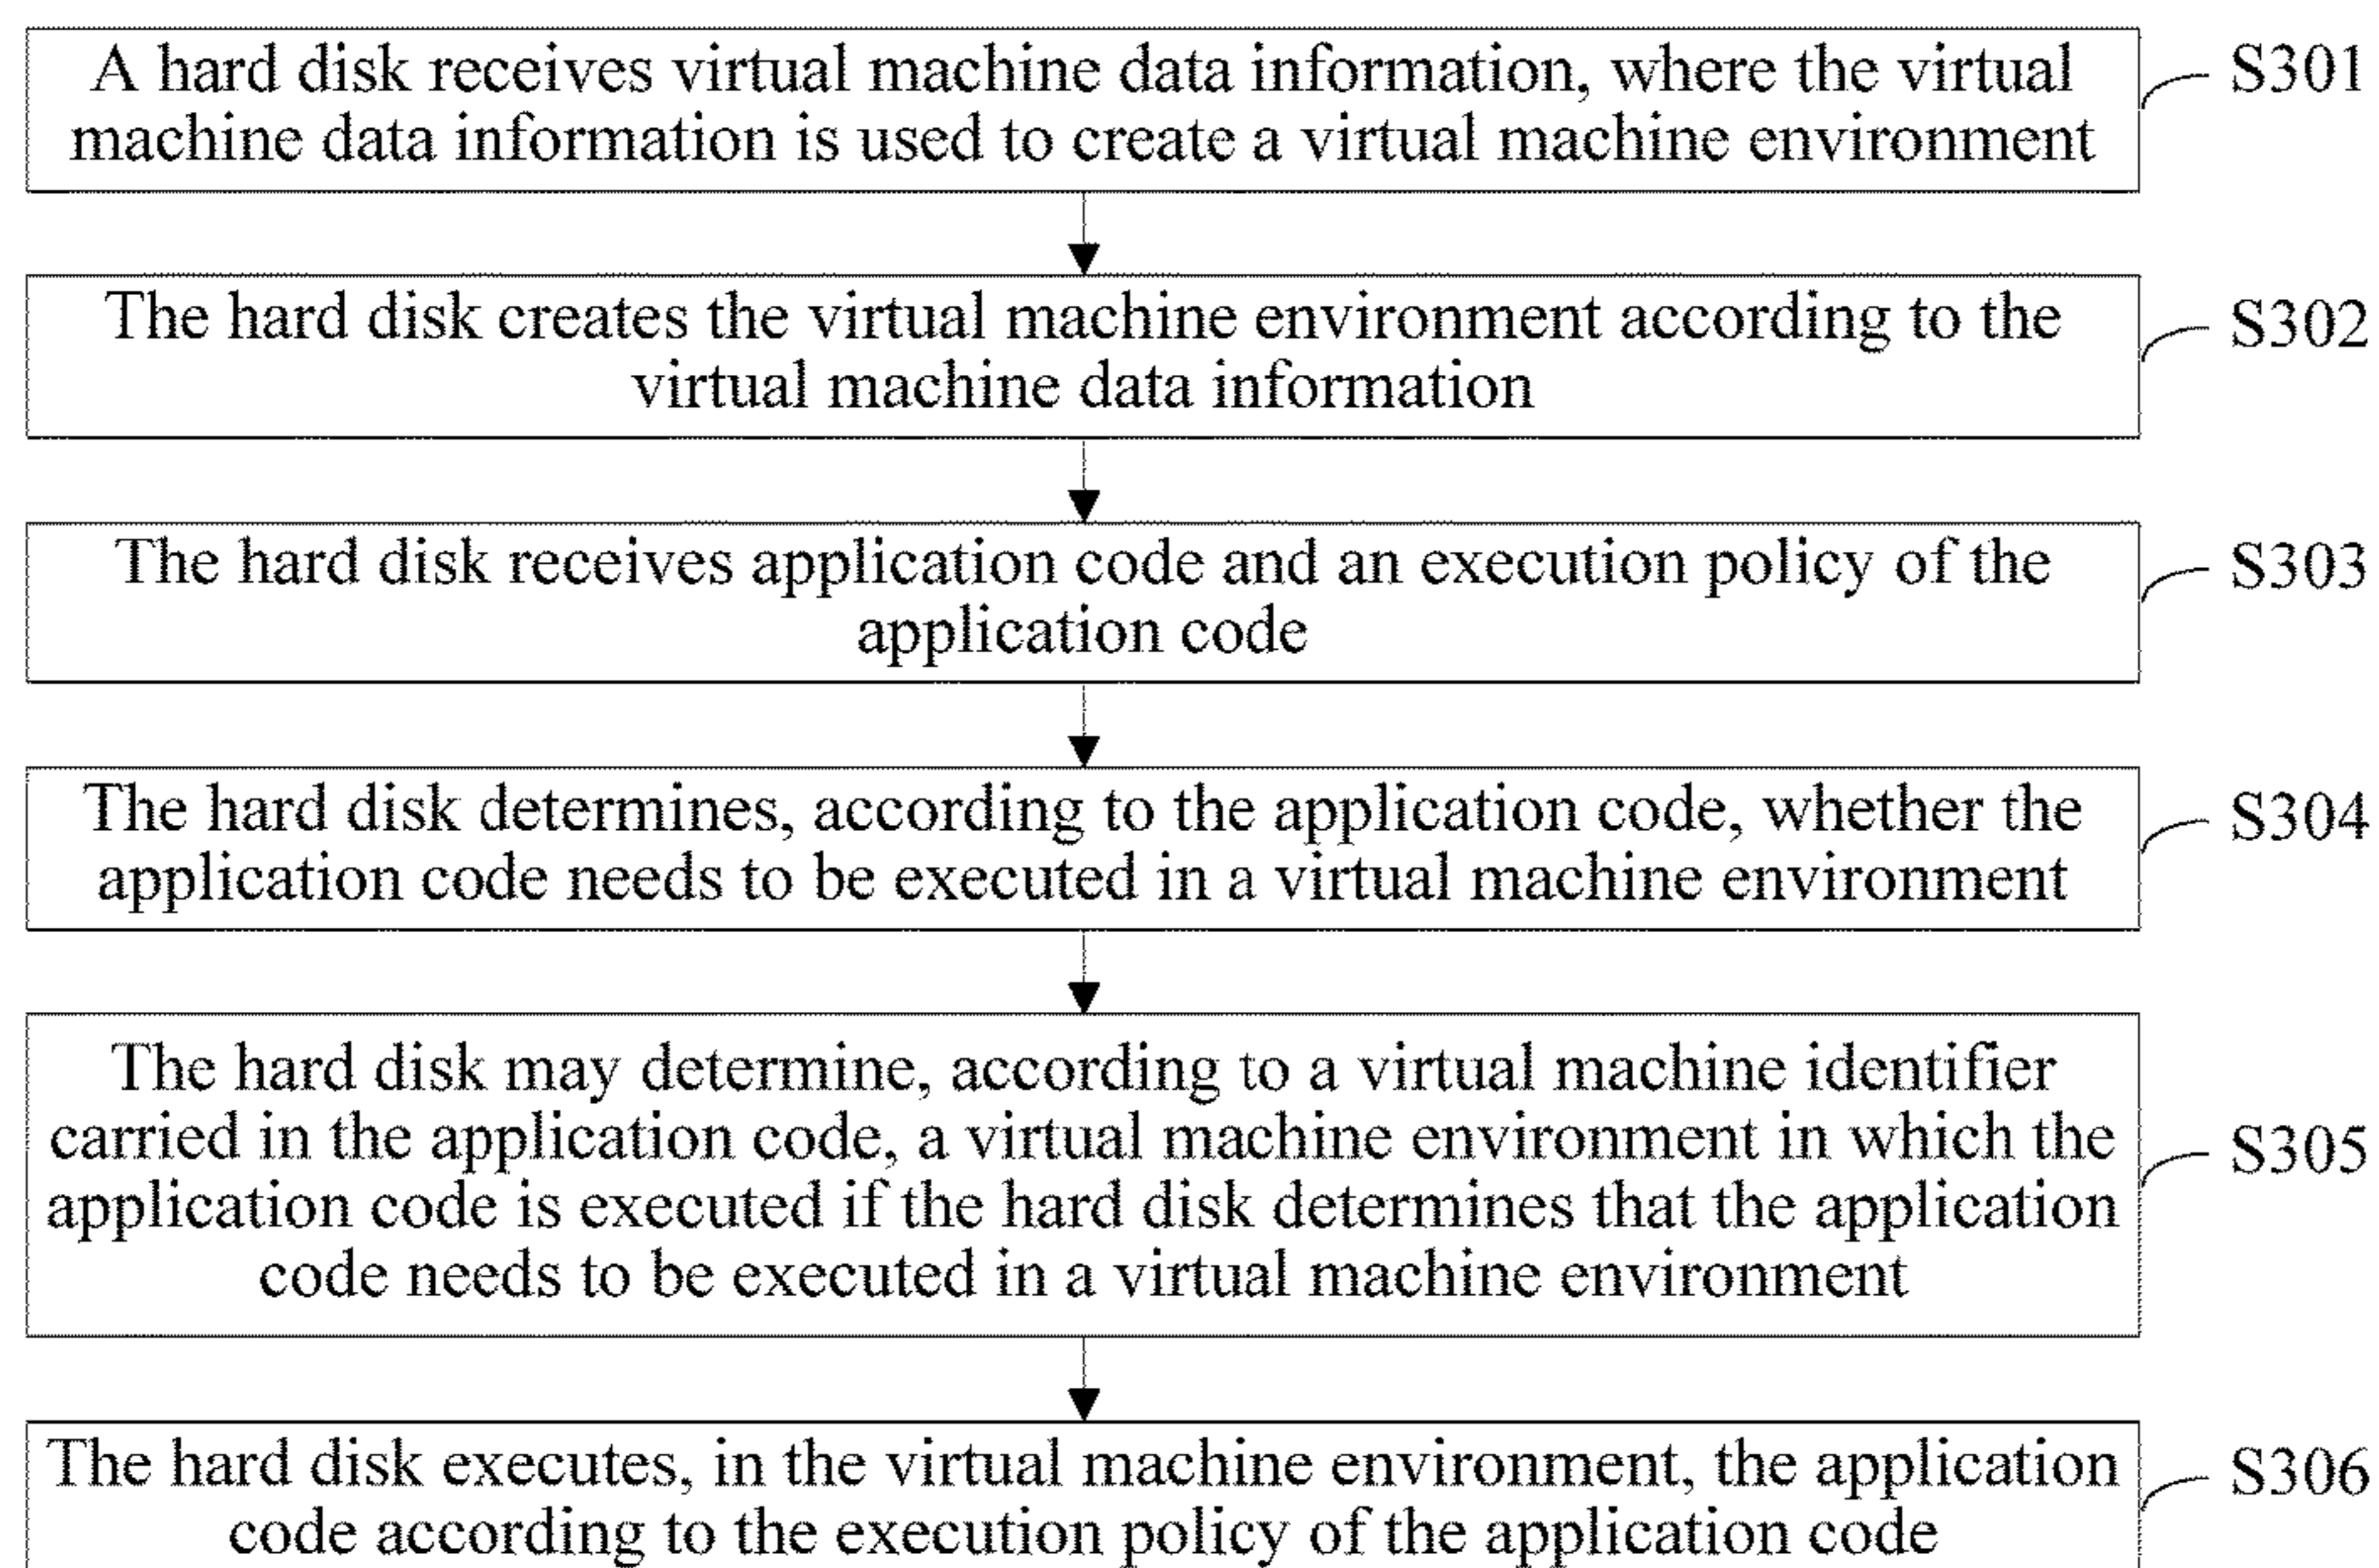 A hard disk receives virtual machine data information, where the virtual
machine data information is used to create a virtual machine environment
S301
The hard disk creates the virtual machine environment according to the
virtual machine data information
S302
The hard disk receives application code and an execution policy of the
application code
S303
The hard disk determines, according to the application code, whether the
application code needs to be executed in a virtual machine environment
S304
The hard disk may determine, according to a virtual machine identifier
carried in the application code, a virtual machine environment in which the
application code is executed if the hard disk determines that the application
code needs to be executed in a virtual machine environment
S305
The hard disk executes, in the virtual machine environment, the application
code according to the execution policy of the application code
S306